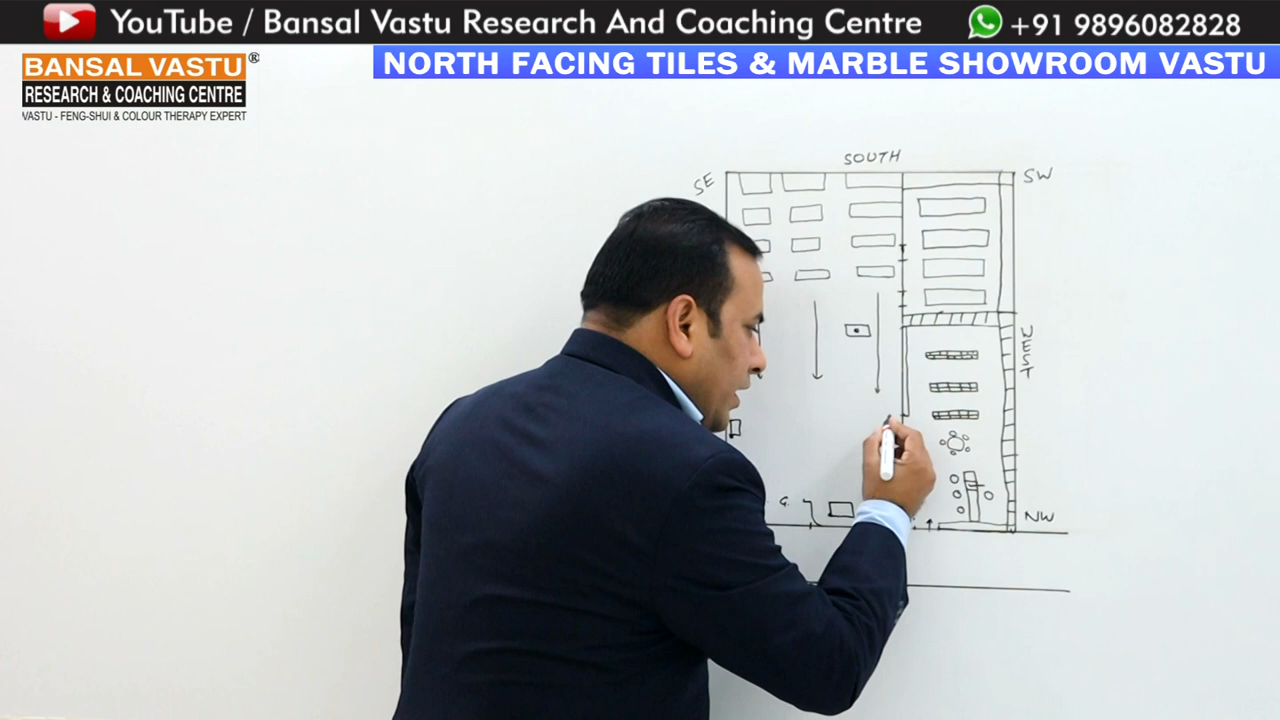 YouTube / Bansal Vastu Research And Coaching Centre
+91 9896082828
NORTH FACING TILES & MARBLE SHOWROOM VASTU
BANSAL VASTU®
RESEARCH & COACHING CENTRE
VASTU - FENG-SHUI & COLOUR THERAPY EXPERT
SOUTH
SE
SW
WEST
G.
NW